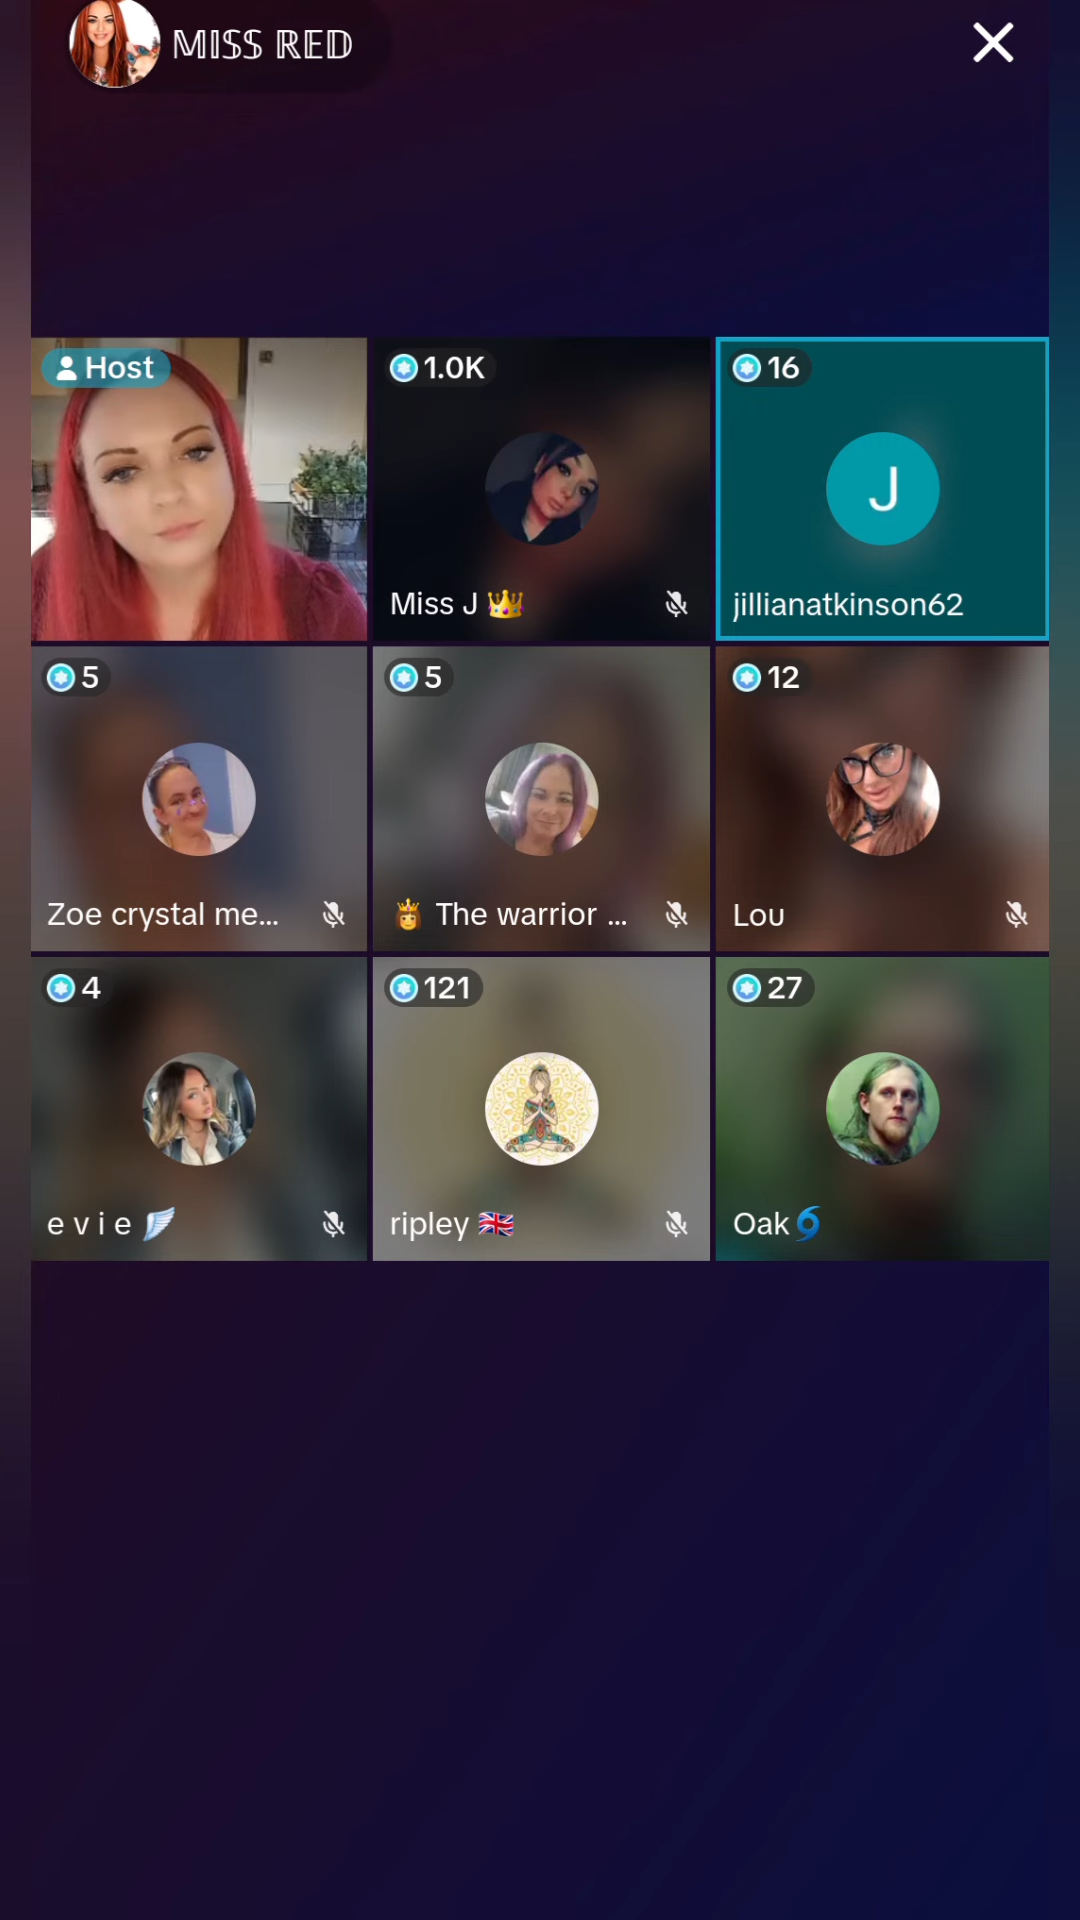 MISS RED
Host
1.0K
16
Miss J 👑
jillianatkinson62
5
5
12
Zoe crystal me...
👸 The warrior ...
Lou
4
121
27
e v i e 🪽
ripley 🇬🇧
Oak🌀
J